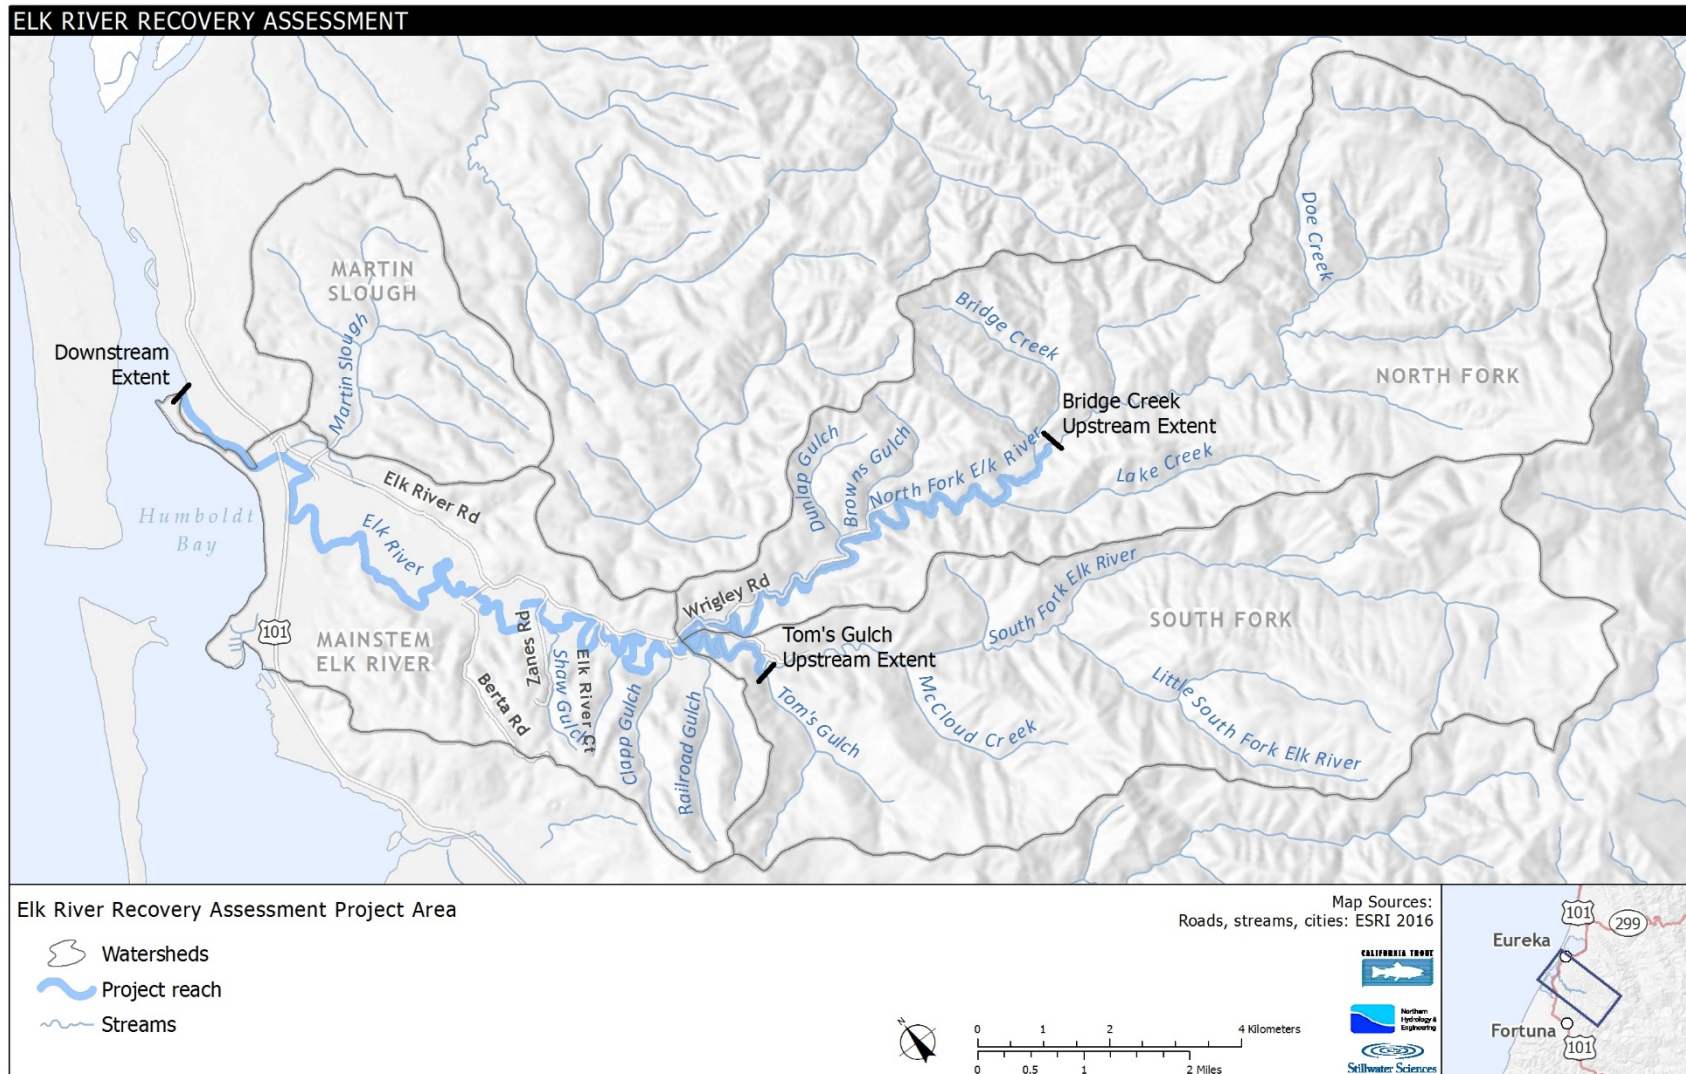 ELK RIVER RECOVERY ASSESSMENT
MARTIN
SLOUGH
Martin Slough
Downstream
Extent
Doe Creek
Bridge Creek
NORTH FORK
Bridge Creek
Upstream Extent
Dunlap Gulch
Browns Gulch
North Fork Elk River
Lake Creek
Elk River Rd
Humboldt
Bay
Elk River
Wrigley Rd
South Fork Elk River
SOUTH FORK
101
MAINSTEM
ELK RIVER
Zanes Rd
Berta Rd
Shaw Gulch
Elk River Ct
Clapp Gulch
Railroad Gulch
Tom's Gulch
Upstream Extent
Tom's Gulch
McCloud Creek
Little South Fork Elk River
Elk River Recovery Assessment Project Area
Watersheds
Project reach
Streams
Map Sources:
Roads, streams, cities: ESRI 2016
CALIFORNIA TROUT
Northern
Hydrology &
Engineering
Stillwater Sciences
N
0 1 2 4 Kilometers
0 0.5 1 2 Miles
101
299
Eureka
Fortuna
101